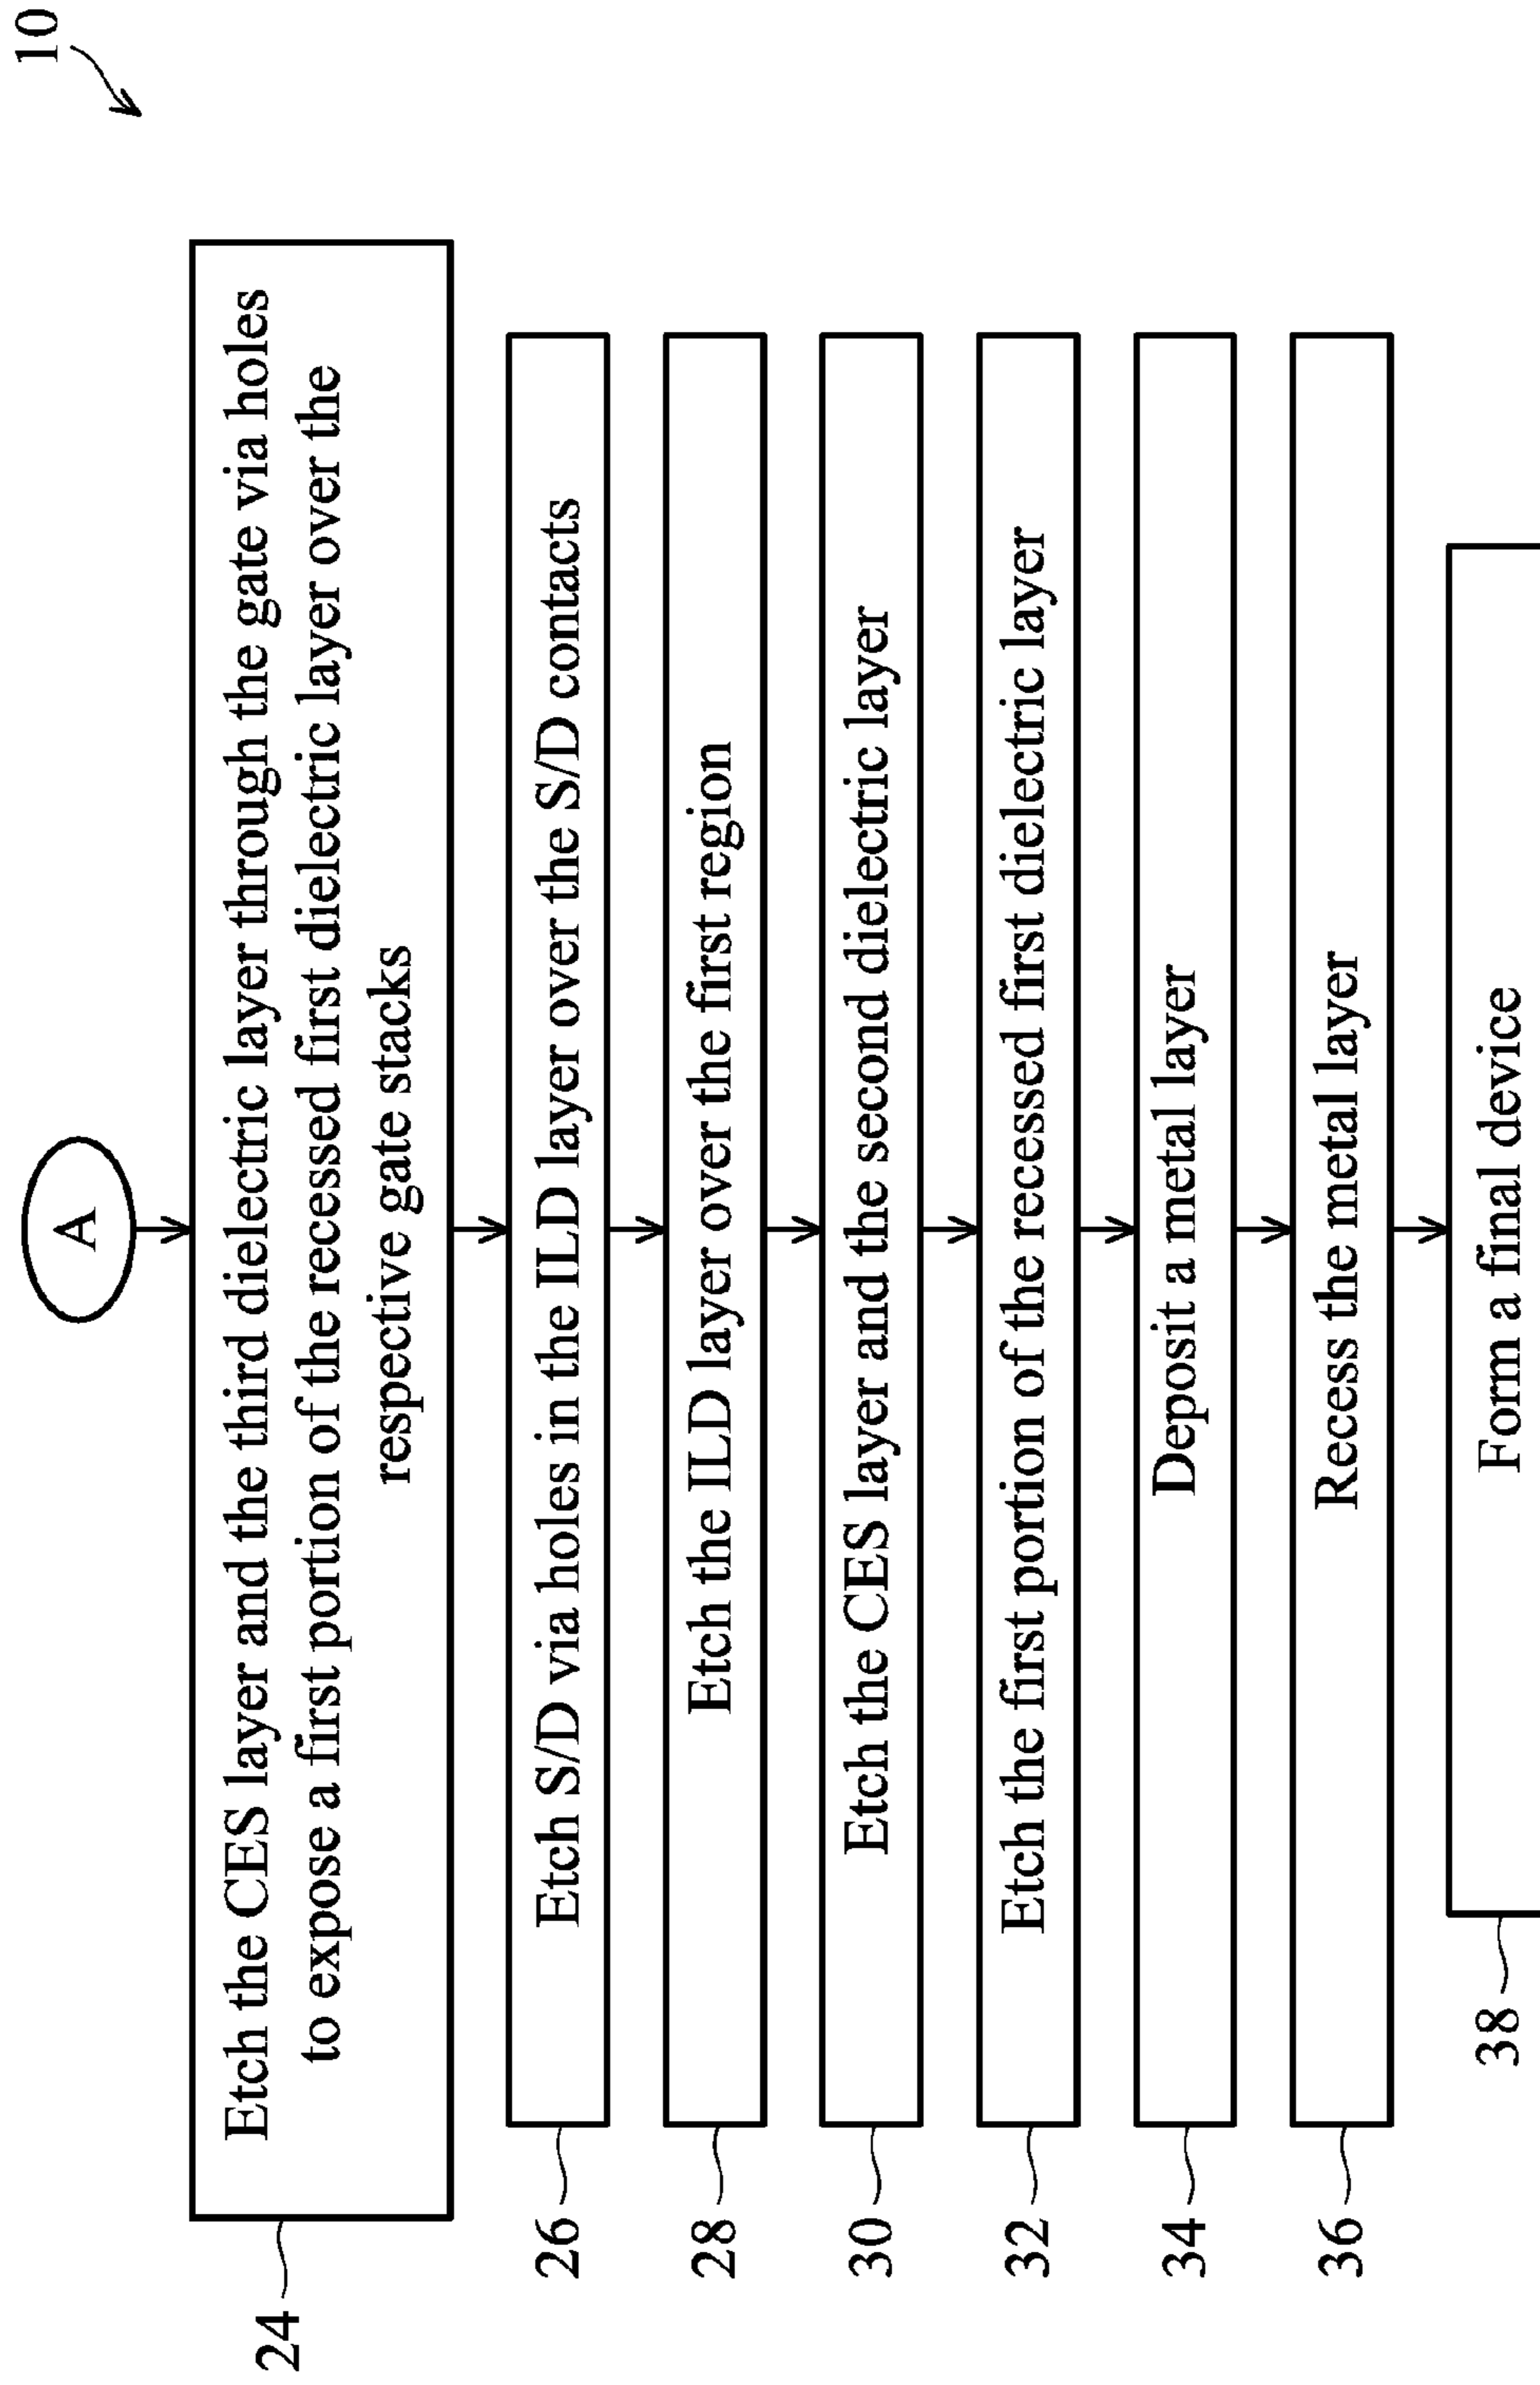 10
A
24
Etch the CES layer and the third dielectric layer through the gate via holes
to expose a first portion of the recessed first dielectric layer over the
respective gate stacks
26
Etch S/D via holes in the ILD layer over the S/D contacts
28
Etch the ILD layer over the first region
30
Etch the CES layer and the second dielectric layer
32
Etch the first portion of the recessed first dielectric layer
34
Deposit a metal layer
36
Recess the metal layer
38
Form a final device